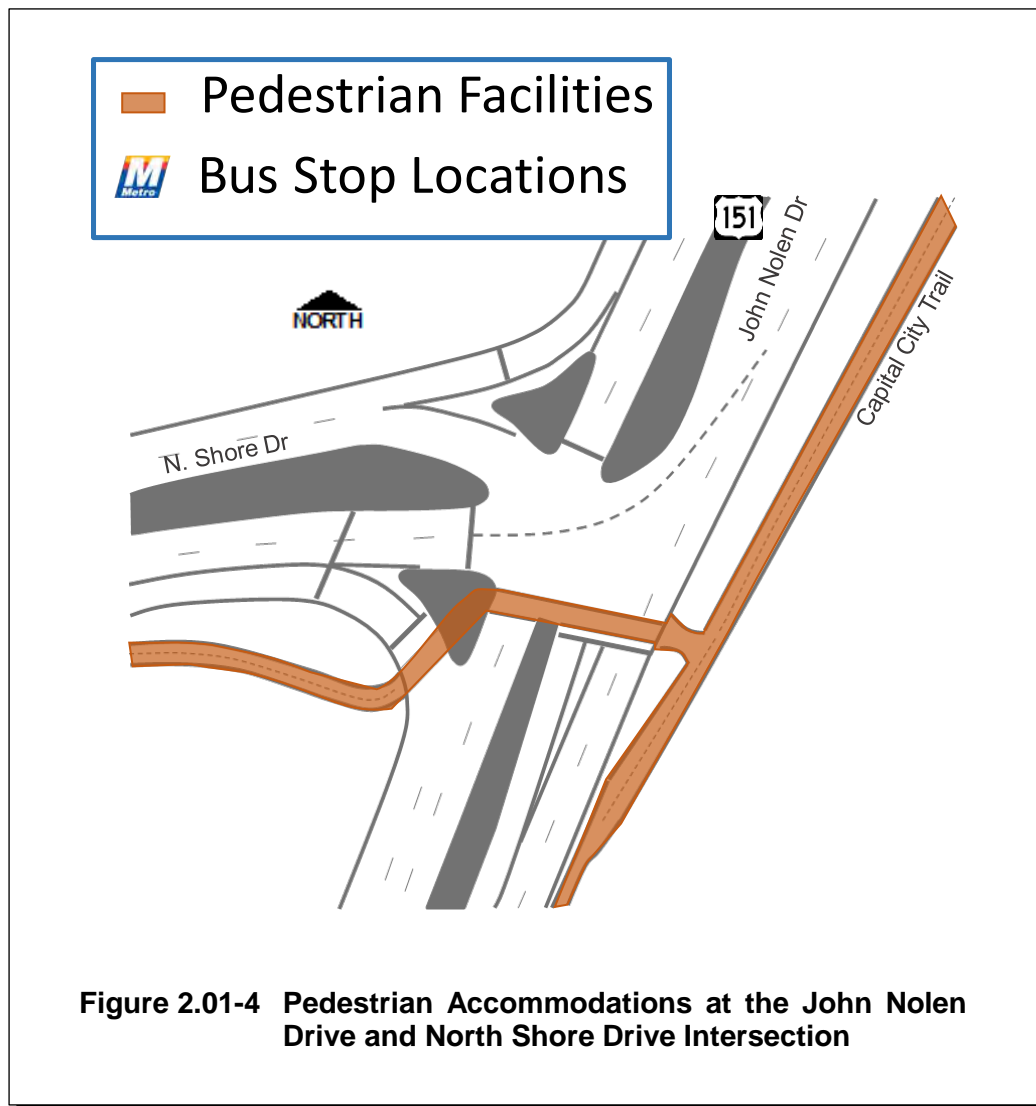 Pedestrian Facilities
M
Metro
Bus Stop Locations
151
John Nolen Dr
NORTH
Capital City Trail
N. Shore Dr
Figure 2.01-4 Pedestrian Accommodations at the John Nolen
Drive and North Shore Drive Intersection